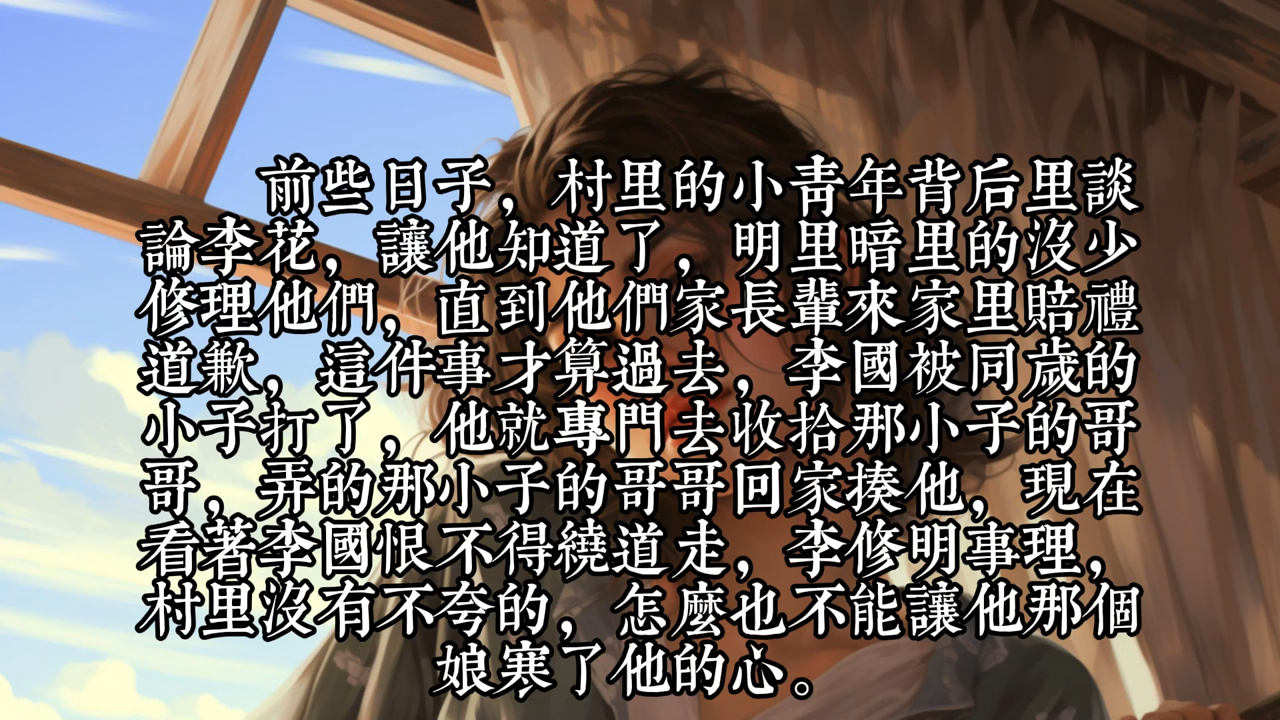 前些日子，村里的小青年背后里談
論李花，讓他知道了，明里暗里的沒少
修理他們，直到他們家長輩來家里賠禮
道歉，這件事才算過去，李國被同歲的
小子打了，他就專門去收拾那小子的哥
哥，弄的那小子的哥哥回家揍他，現在
看著李國恨不得繞道走，李修明事理，
村里沒有不夸的，怎麼也不能讓他那個
娘寒了他的心。